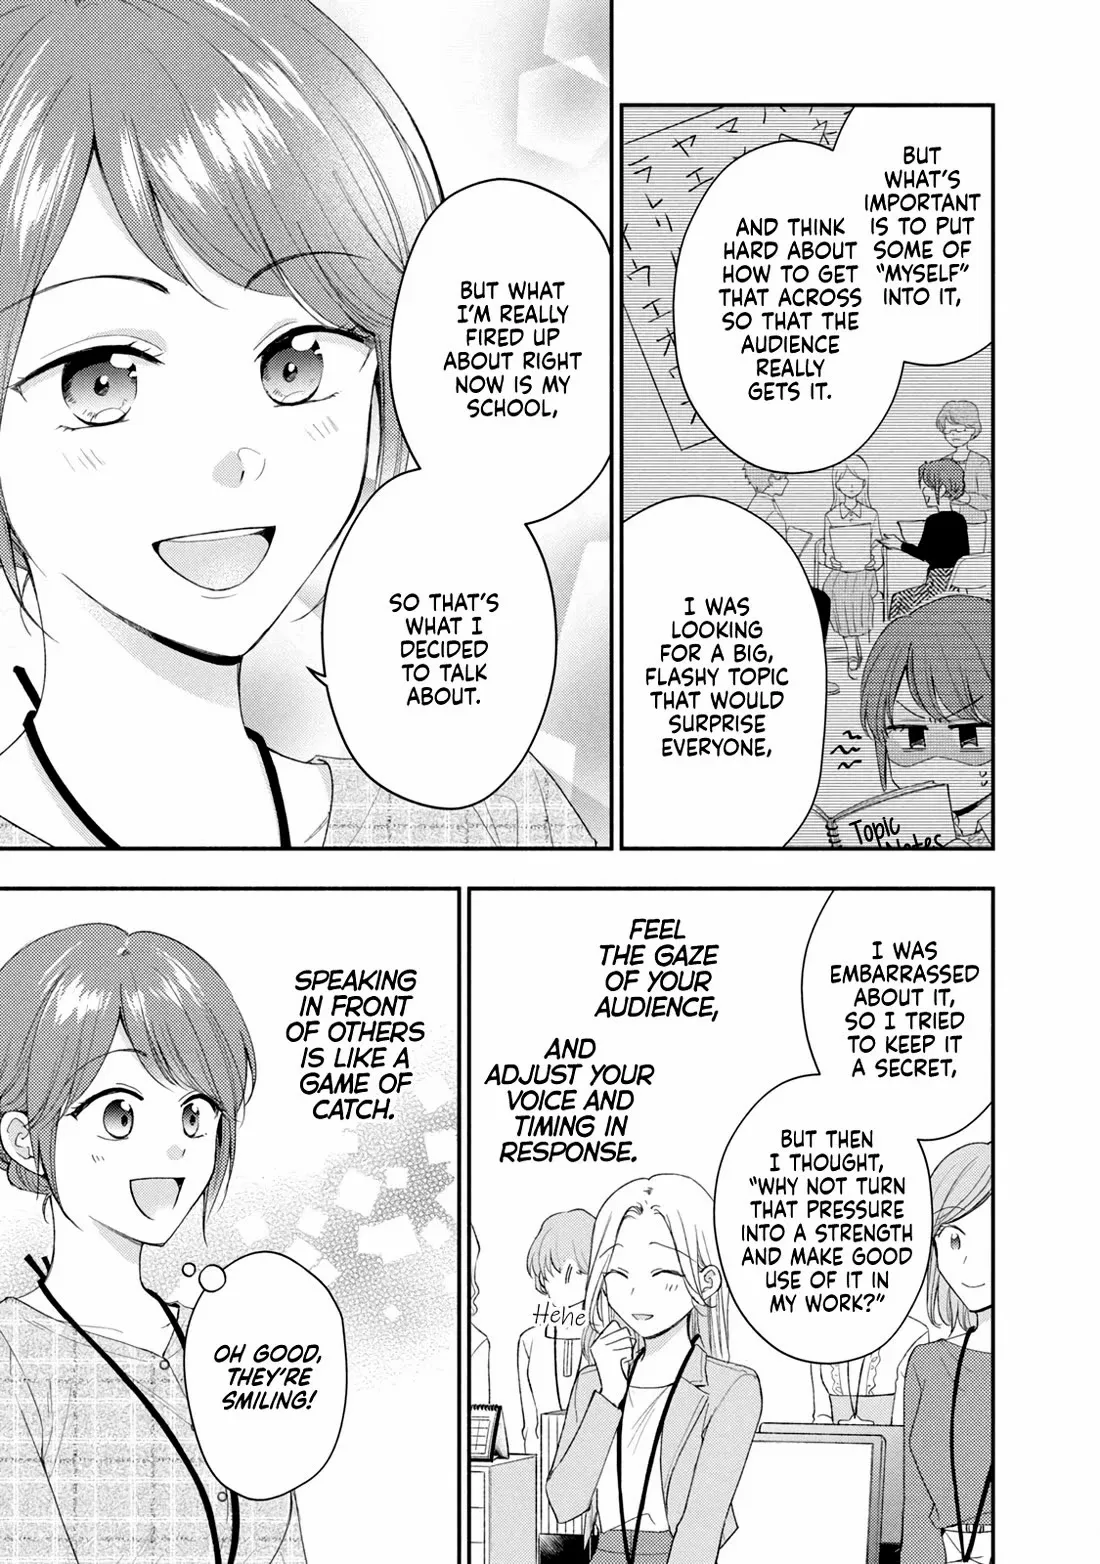 BUT
WHAT'S
IMPORTANT
IS TO PUT
SOME OF
"MYSELF"
INTO IT,
AND THINK
HARD ABOUT
HOW TO GET
THAT ACROSS
SO THAT THE
AUDIENCE
REALLY
GETS IT.
I WAS
LOOKING
FOR A BIG,
FLASHY TOPIC
THAT WOULD
SURPRISE
EVERYONE,
Topic
Notes
BUT WHAT
I'M REALLY
FIRED UP
ABOUT RIGHT
NOW IS MY
SCHOOL,
SO THAT'S
WHAT I
DECIDED
TO TALK
ABOUT.
I WAS
EMBARRASSED
ABOUT IT,
SO I TRIED
TO KEEP IT
A SECRET,
BUT THEN
I THOUGHT,
"WHY NOT TURN
THAT PRESSURE
INTO A STRENGTH
AND MAKE GOOD
USE OF IT IN
MY WORK?"
FEEL
THE GAZE
OF YOUR
AUDIENCE,
AND
ADJUST YOUR
VOICE AND
TIMING IN
RESPONSE.
Hehe
SPEAKING
IN FRONT
OF OTHERS
IS LIKE A
GAME OF
CATCH.
OH GOOD,
THEY'RE
SMILING!